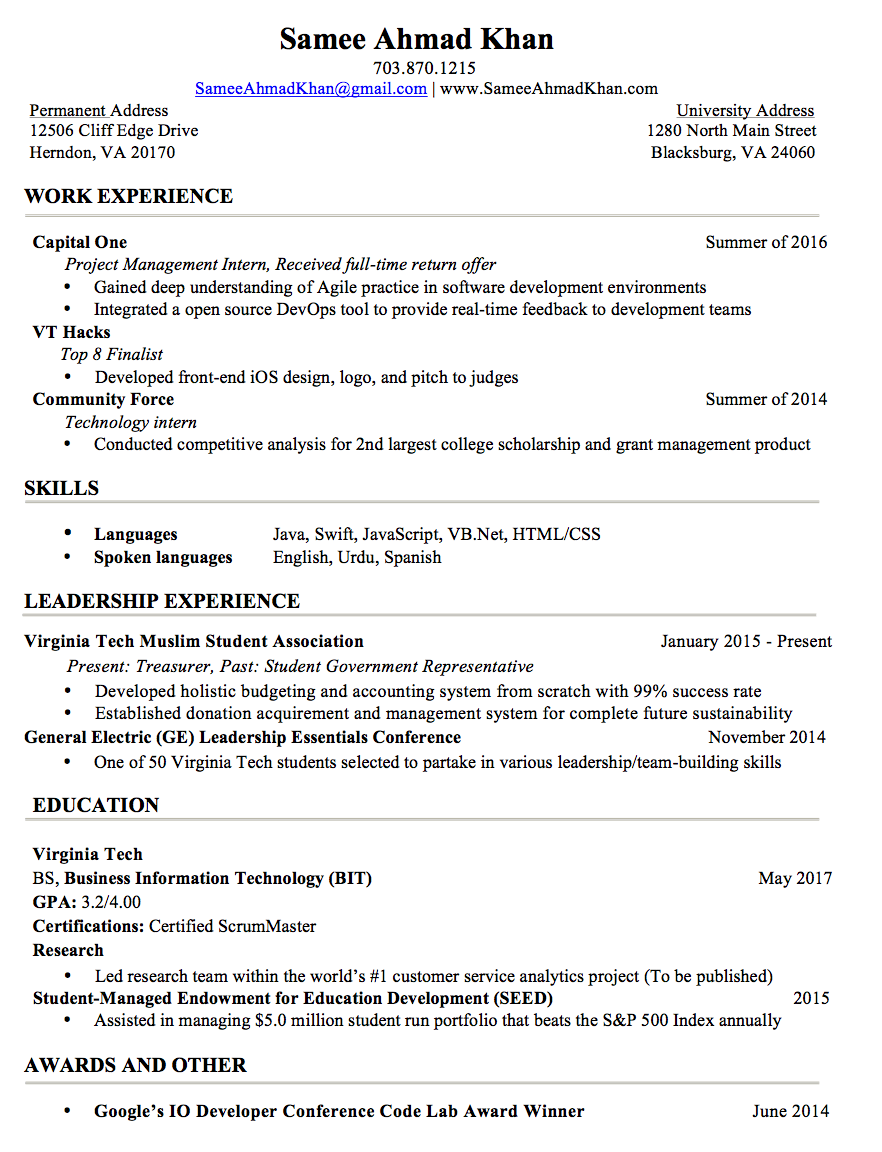 Samee Ahmad Khan
703.870.1215
SameeAhmadKhan@gmail.com | www.SameeAhmadKhan.com
Permanent Address University Address
12506 Cliff Edge Drive 1280 North Main Street
Herndon, VA 20170 Blacksburg, VA 24060
WORK EXPERIENCE
Capital One Summer of 2016
Project Management Intern, Received full-time return offer
• Gained deep understanding of Agile practice in software development environments
• Integrated a open source DevOps tool to provide real-time feedback to development teams
VT Hacks
Top 8 Finalist
• Developed front-end iOS design, logo, and pitch to judges
Community Force Summer of 2014
Technology intern
• Conducted competitive analysis for 2nd largest college scholarship and grant management product
SKILLS
• Languages Java, Swift, JavaScript, VB.Net, HTML/CSS
• Spoken languages English, Urdu, Spanish
LEADERSHIP EXPERIENCE
Virginia Tech Muslim Student Association January 2015 - Present
Present: Treasurer, Past: Student Government Representative
• Developed holistic budgeting and accounting system from scratch with 99% success rate
• Established donation acquirement and management system for complete future sustainability
General Electric (GE) Leadership Essentials Conference November 2014
• One of 50 Virginia Tech students selected to partake in various leadership/team-building skills
EDUCATION
Virginia Tech
BS, Business Information Technology (BIT) May 2017
GPA: 3.2/4.00
Certifications: Certified ScrumMaster
Research
• Led research team within the world's #1 customer service analytics project (To be published)
Student-Managed Endowment for Education Development (SEED) 2015
• Assisted in managing $5.0 million student run portfolio that beats the S&P 500 Index annually
AWARDS AND OTHER
• Google's IO Developer Conference Code Lab Award Winner June 2014